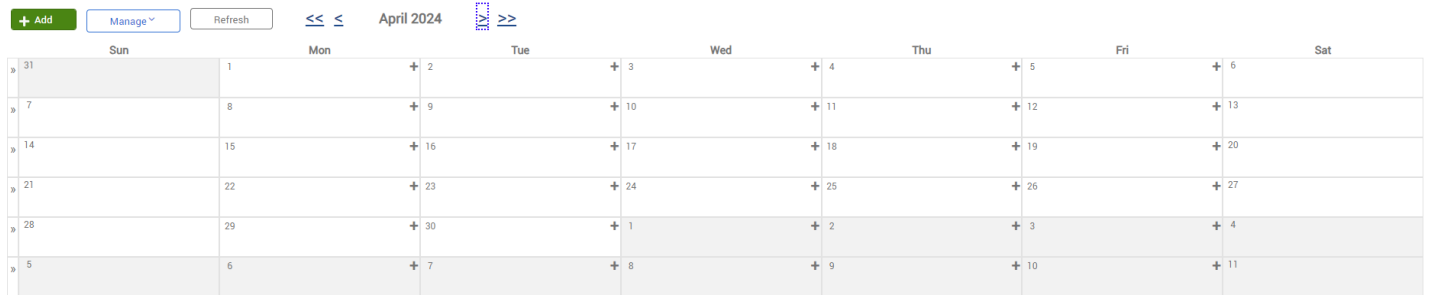 + Add Manage Refresh << < April 2024 > >>
Sun Mon Tue Wed Thu Fri Sat
» 31 1 + 2 + 3 + 4 + 5 + 6
» 7 8 + 9 + 10 + 11 + 12 + 13
» 14 15 + 16 + 17 + 18 + 19 + 20
» 21 22 + 23 + 24 + 25 + 26 + 27
» 28 29 + 30 + 1 + 2 + 3 + 4
» 5 6 + 7 + 8 + 9 + 10 + 11